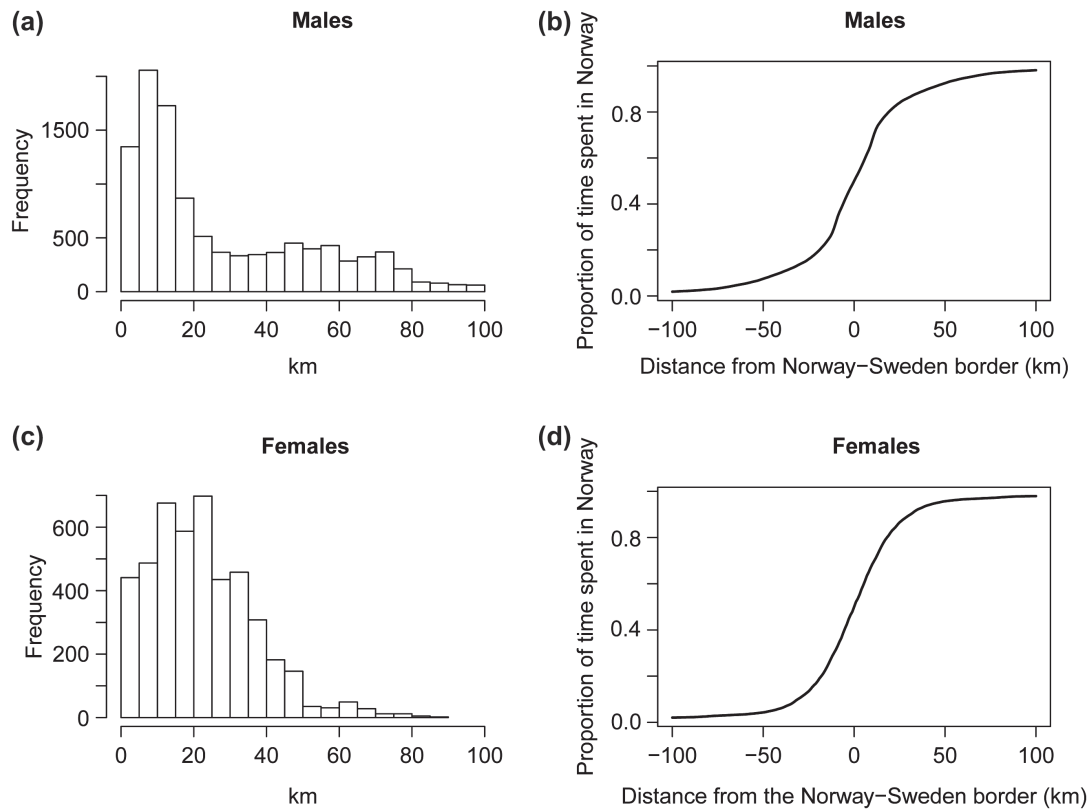 (a)
Males
Frequency
1500
500
0
0 20 40 60 80 100
km
(b)
Males
Proportion of time spent in Norway
0.8
0.4
0.0
−100 −50 0 50 100
Distance from Norway−Sweden border (km)
(c)
Females
Frequency
600
400
200
0
0 20 40 60 80 100
km
(d)
Females
Proportion of time spent in Norway
0.8
0.4
0.0
−100 −50 0 50 100
Distance from the Norway−Sweden border (km)